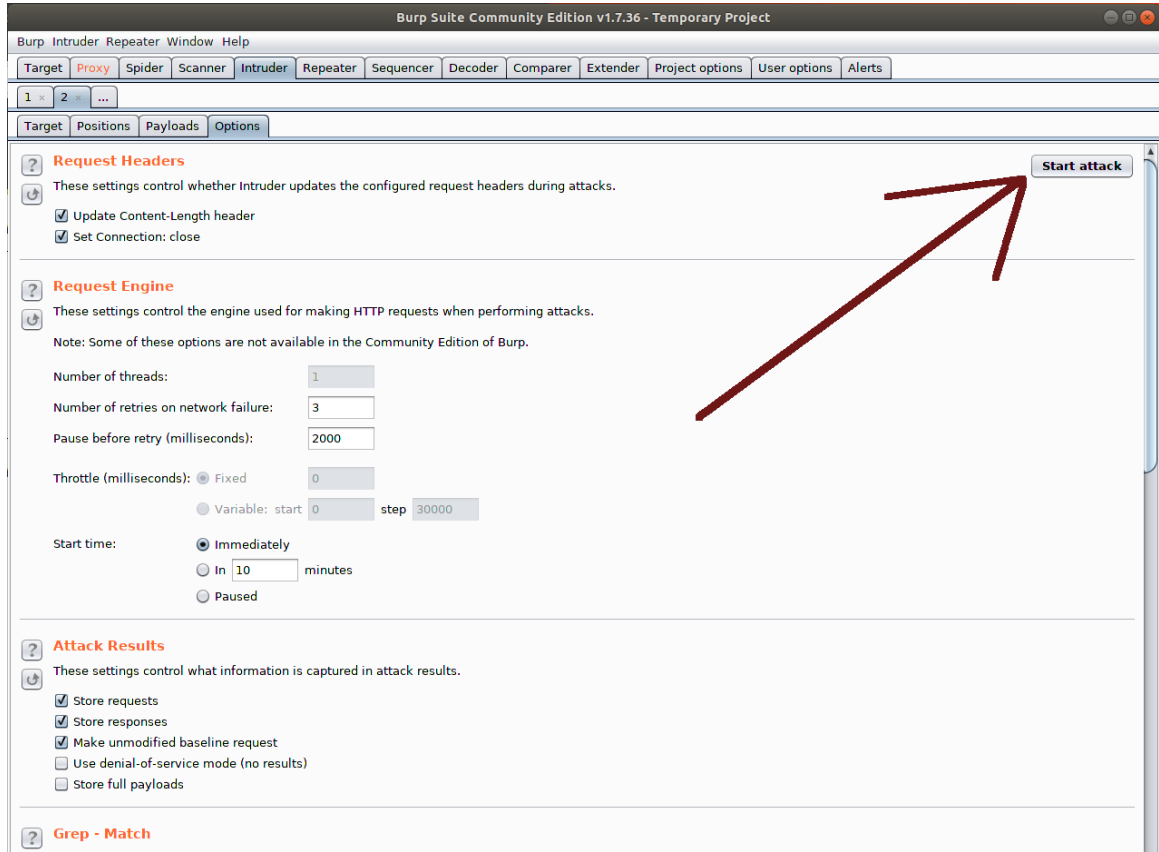 Burp Suite Community Edition v1.7.36 - Temporary Project
Burp Intruder Repeater Window Help
Target Proxy Spider Scanner Intruder Repeater Sequencer Decoder Comparer Extender Project options User options Alerts
1 × 2 × ...
Target Positions Payloads Options
? Request Headers
Start attack
These settings control whether Intruder updates the configured request headers during attacks.
Update Content-Length header
Set Connection: close
? Request Engine
These settings control the engine used for making HTTP requests when performing attacks.
Note: Some of these options are not available in the Community Edition of Burp.
Number of threads: 1
Number of retries on network failure: 3
Pause before retry (milliseconds): 2000
Throttle (milliseconds): Fixed 0
Variable: start 0 step 30000
Start time: Immediately
In 10 minutes
Paused
? Attack Results
These settings control what information is captured in attack results.
Store requests
Store responses
Make unmodified baseline request
Use denial-of-service mode (no results)
Store full payloads
? Grep - Match